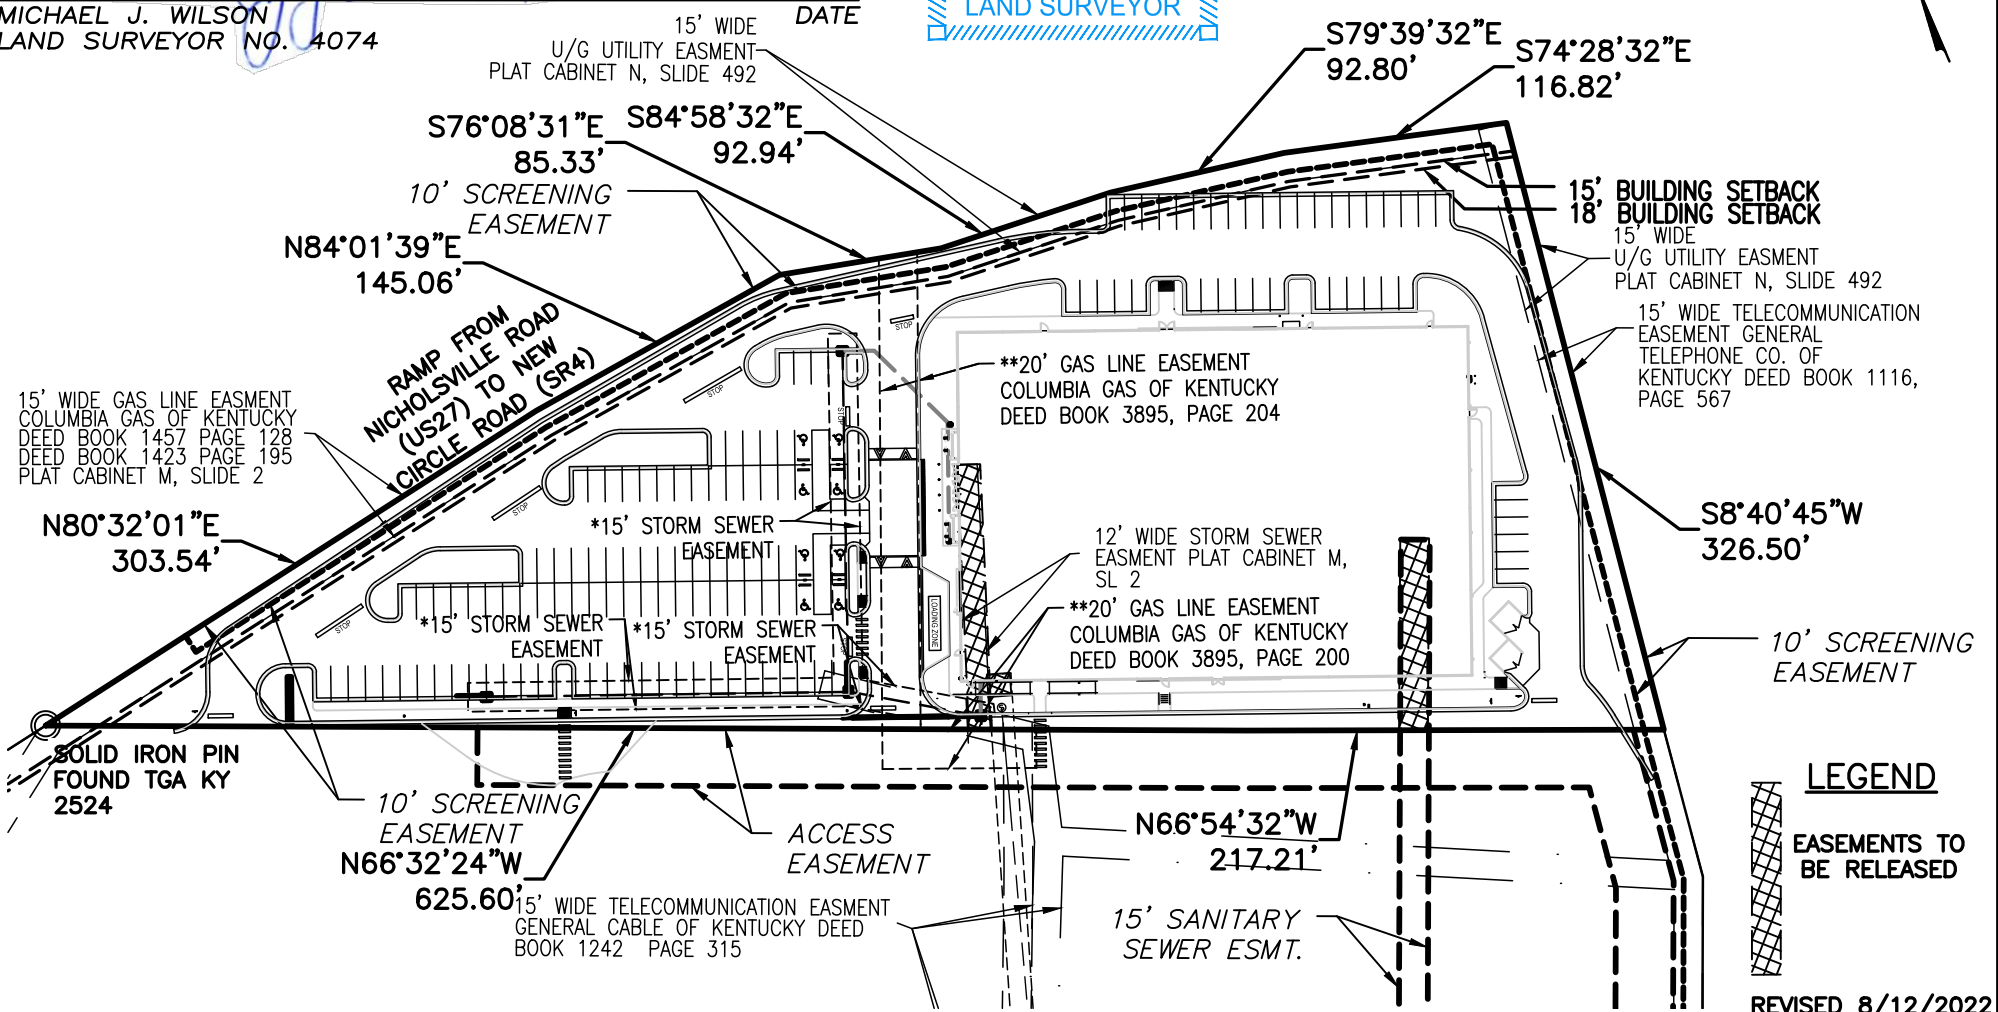 MICHAEL J. WILSON
DATE
LAND SURVEYOR NO. 4074
LAND SURVEYOR
15' WIDE
U/G UTILITY EASMENT
PLAT CABINET N, SLIDE 492
S79°39'32"E
92.80'
S74°28'32"E
116.82'
S76°08'31"E
85.33'
S84°58'32"E
92.94'
10' SCREENING
EASEMENT
15' BUILDING SETBACK
18' BUILDING SETBACK
15' WIDE
U/G UTILITY EASMENT
PLAT CABINET N, SLIDE 492
N84°01'39"E
145.06'
15' WIDE TELECOMMUNICATION
EASEMENT GENERAL
TELEPHONE CO. OF
KENTUCKY DEED BOOK 1116,
PAGE 567
RAMP FROM
NICHOLSVILLE ROAD
(US27) TO NEW
CIRCLE ROAD (SR4)
STOP
STOP
STOP
STOP
STOP
STOP
**20' GAS LINE EASEMENT
COLUMBIA GAS OF KENTUCKY
DEED BOOK 3895, PAGE 204
15' WIDE GAS LINE EASMENT
COLUMBIA GAS OF KENTUCKY
DEED BOOK 1457 PAGE 128
DEED BOOK 1423 PAGE 195
PLAT CABINET M, SLIDE 2
N80°32'01"E
303.54'
*15' STORM SEWER
EASEMENT
12' WIDE STORM SEWER
EASMENT PLAT CABINET M,
SL 2
S8°40'45"W
326.50'
LOADING ZONE
*15' STORM SEWER
EASEMENT
*15' STORM SEWER
EASEMENT
**20' GAS LINE EASEMENT
COLUMBIA GAS OF KENTUCKY
DEED BOOK 3895, PAGE 200
10' SCREENING
EASEMENT
SOLID IRON PIN
FOUND TGA KY
2524
10' SCREENING
EASEMENT
N66°32'24"W
625.60'
ACCESS
EASEMENT
N66°54'32"W
217.21'
15' WIDE TELECOMMUNICATION EASMENT
GENERAL CABLE OF KENTUCKY DEED
BOOK 1242 PAGE 315
15' SANITARY
SEWER ESMT.
LEGEND
EASEMENTS TO
BE RELEASED
REVISED 8/12/2022